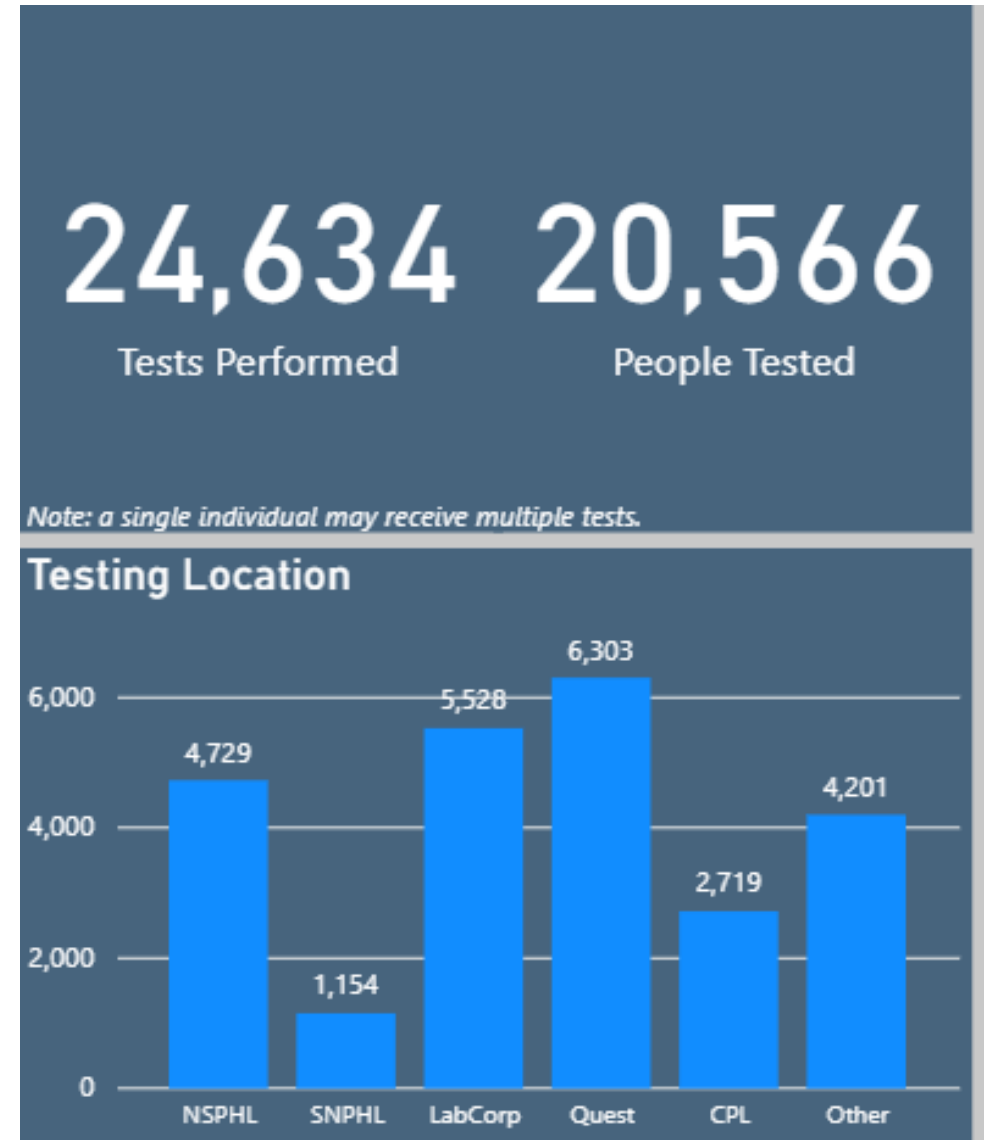 24,634 20,566
Tests Performed People Tested
Note: a single individual may receive multiple tests.
Testing Location
6,303
6,000
5,528
4,729
4,201
4,000
2,719
2,000
1,154
0
NSPHL SNPHL LabCorp Quest CPL Other